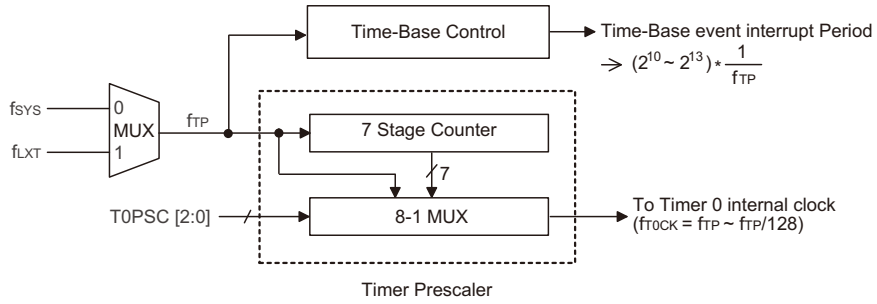 Time-Base Control
Time-Base event interrupt Period
→ (2^10 ~ 2^13) * 1/fTP
fSYS
0
MUX
fTP
fLXT
1
7 Stage Counter
7
T0PSC [2:0]
8-1 MUX
To Timer 0 internal clock
(fT0CK = fTP ~ fTP/128)
Timer Prescaler